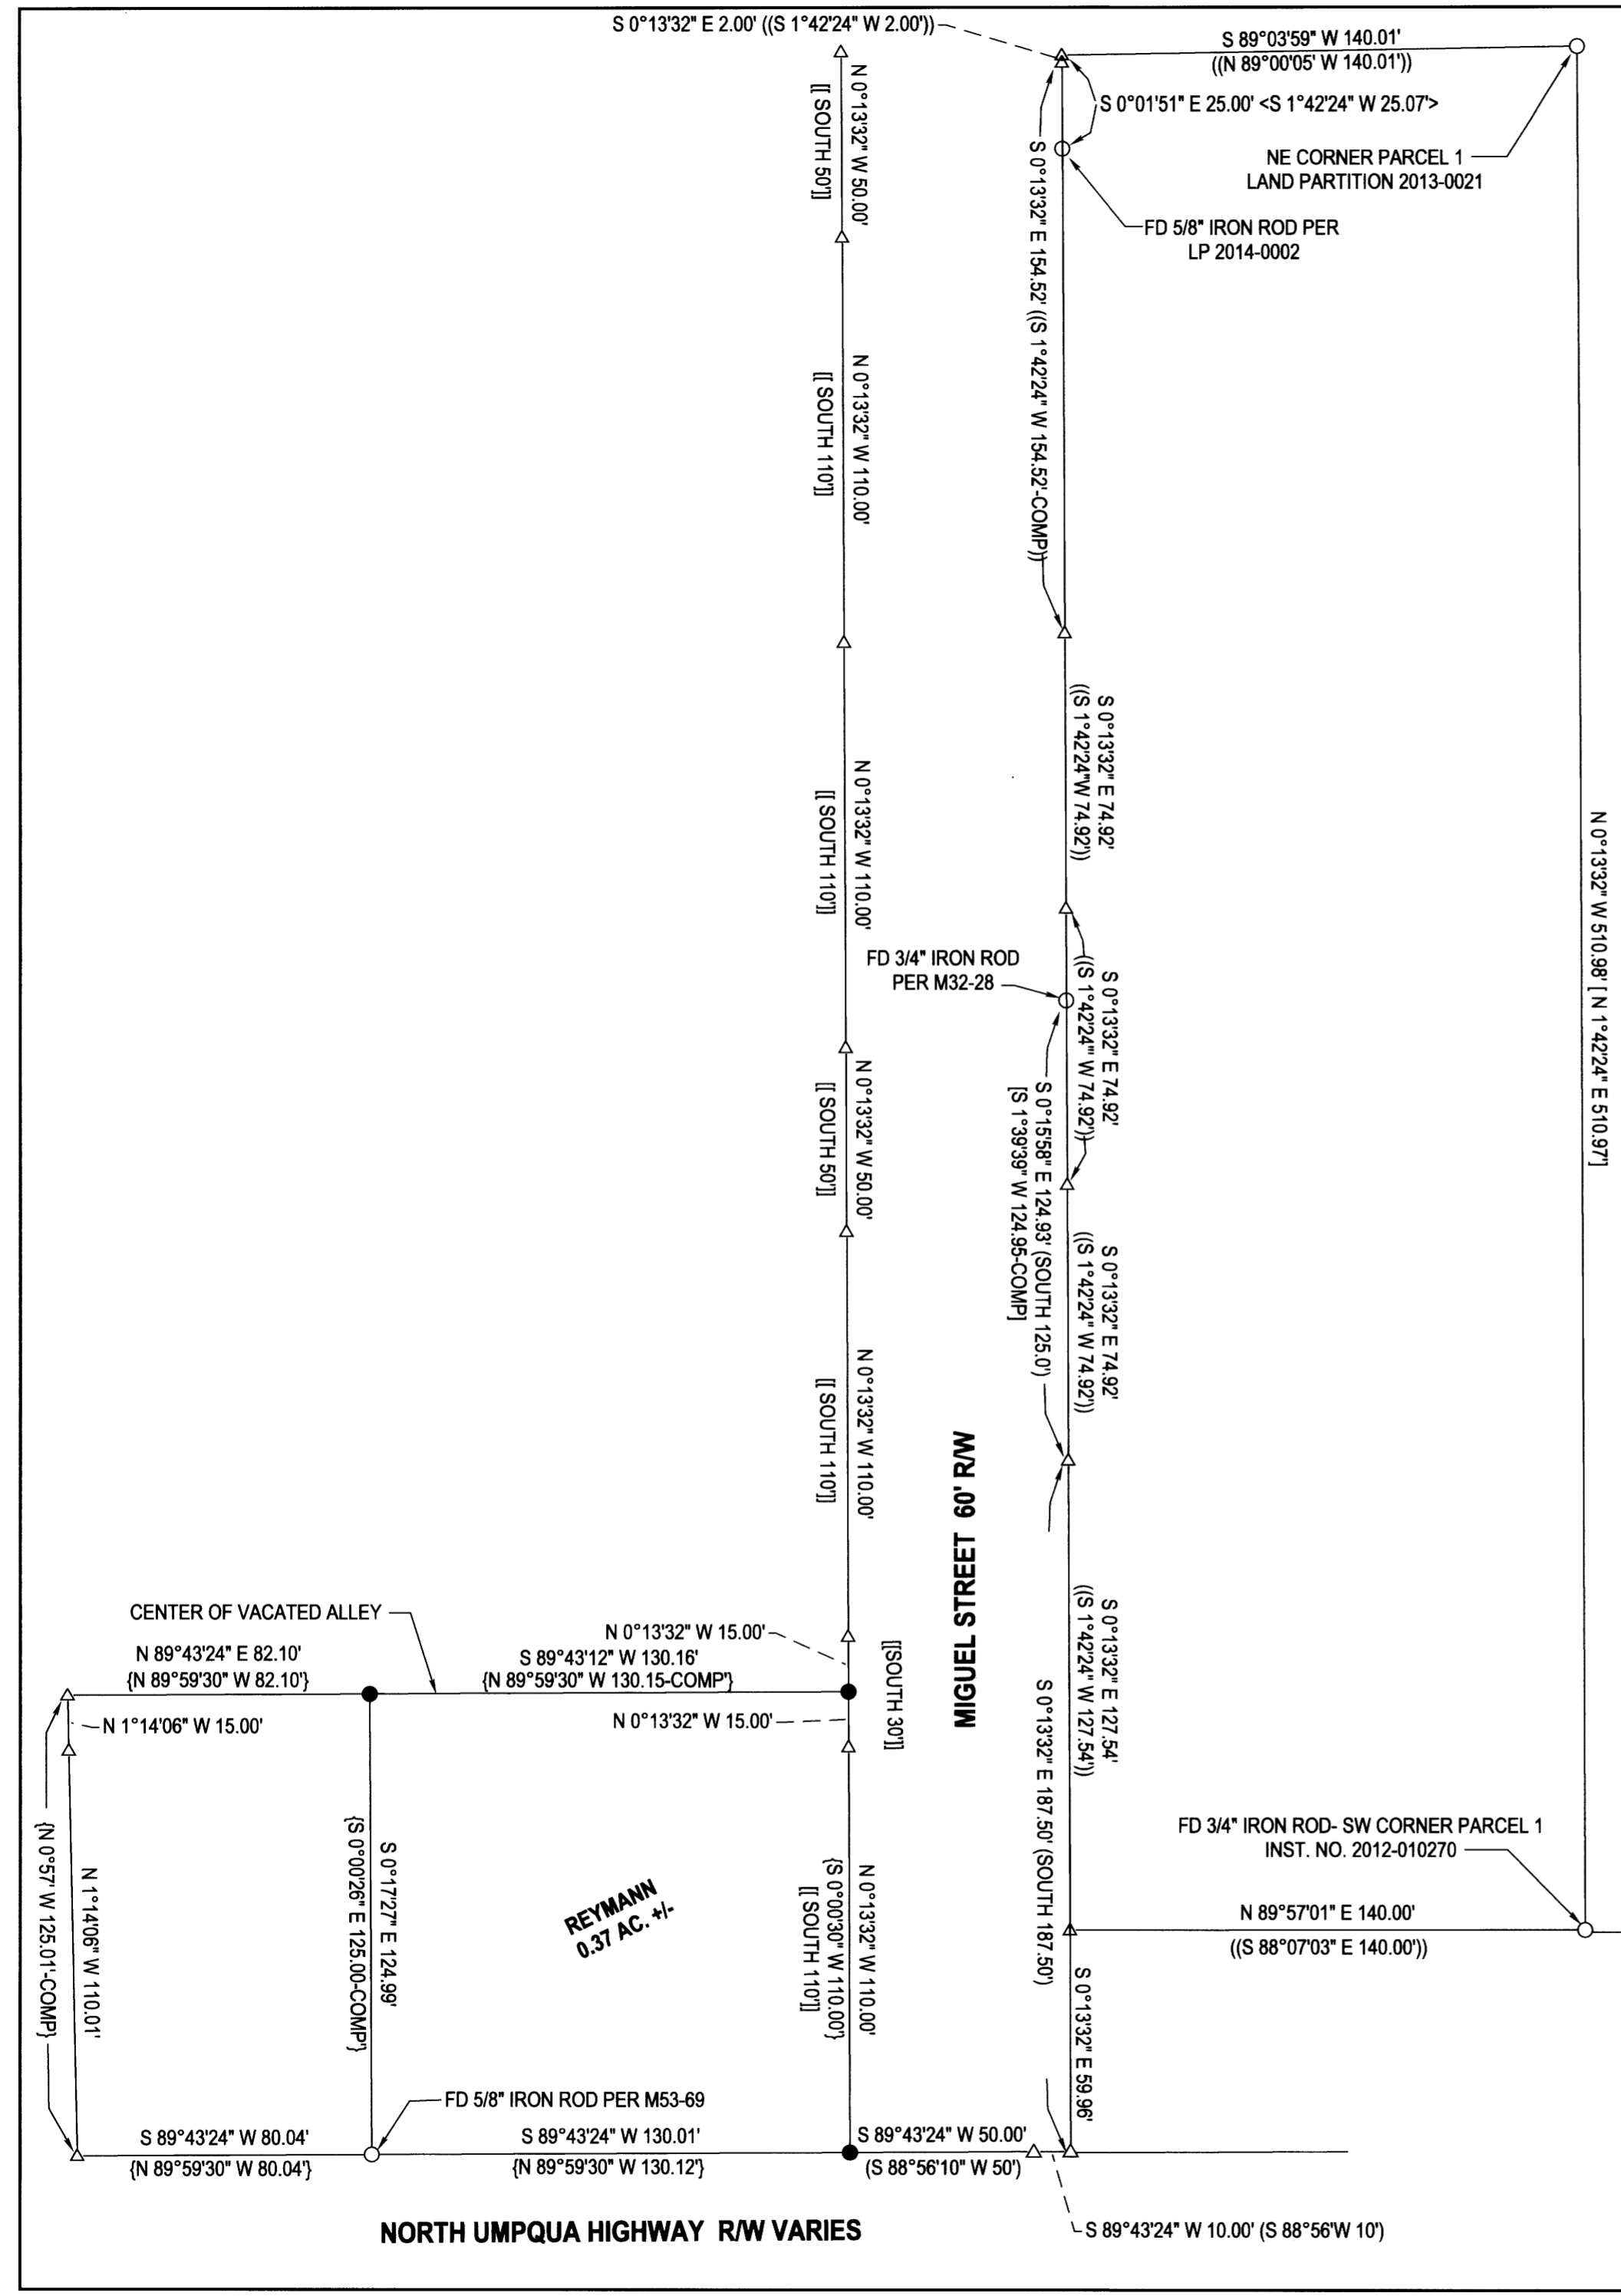 S 0°13'32" E 2.00' ((S 1°42'24" W 2.00'))
S 89°03'59" W 140.01'
((N 89°00'05' W 140.01'))
S 0°01'51" E 25.00' <S 1°42'24" W 25.07'>
NE CORNER PARCEL 1
LAND PARTITION 2013-0021
FD 5/8" IRON ROD PER
LP 2014-0002
N 0°13'32" W 50.00'
[[ SOUTH 50']]
S 0°13'32" E 154.52' ((S 1°42'24" W 154.52'-COMP))
N 0°13'32" W 110.00'
[[ SOUTH 110']]
S 0°13'32" E 74.92'
((S 1°42'24"W 74.92'))
N 0°13'32" W 110.00'
[[ SOUTH 110']]
N 0°13'32" W 510.98' [ N 1°42'24" E 510.97']
FD 3/4" IRON ROD
PER M32-28
S 0°13'32" E 74.92'
((S 1°42'24'" W 74.92'))
N 0°13'32" W 50.00'
[[ SOUTH 50']]
S 0°15'58" E 124.93' (SOUTH 125.0')
[S 1°39'39" W 124.95-COMP]
S 0°13'32" E 74.92'
((S 1°42'24" W 74.92'))
N 0°13'32" W 110.00'
[[ SOUTH 110']]
MIGUEL STREET 60' R/W
CENTER OF VACATED ALLEY
N 89°43'24" E 82.10'
{N 89°59'30" W 82.10'}
N 0°13'32" W 15.00'
S 89°43'12" W 130.16'
{N 89°59'30" W 130.15-COMP'}
[[SOUTH 30']]
S 0°13'32" E 127.54'
((S 1°42'24" W 127.54'))
N 1°14'06" W 15.00'
N 0°13'32" W 15.00'
S 0°13'32" E 187.50' (SOUTH 187.50')
FD 3/4" IRON ROD- SW CORNER PARCEL 1
INST. NO. 2012-010270
{N 0°57' W 125.01'-COMP}
N 1°14'06" W 110.01'
{S 0°00'26" E 125.00-COMP'}
S 0°17'27" E 124.99'
REYMANN
0.37 AC. +/-
N 0°13'32" W 110.00'
{S 0°00'30" W 110.00'}
[[ SOUTH 110']]
N 89°57'01" E 140.00'
((S 88°07'03" E 140.00'))
S 0°13'32" E 59.96'
FD 5/8" IRON ROD PER M53-69
S 89°43'24" W 80.04'
{N 89°59'30" W 80.04'}
S 89°43'24" W 130.01'
{N 89°59'30" W 130.12'}
S 89°43'24" W 50.00'
(S 88°56'10" W 50')
S 89°43'24" W 10.00' (S 88°56'W 10')
NORTH UMPQUA HIGHWAY R/W VARIES